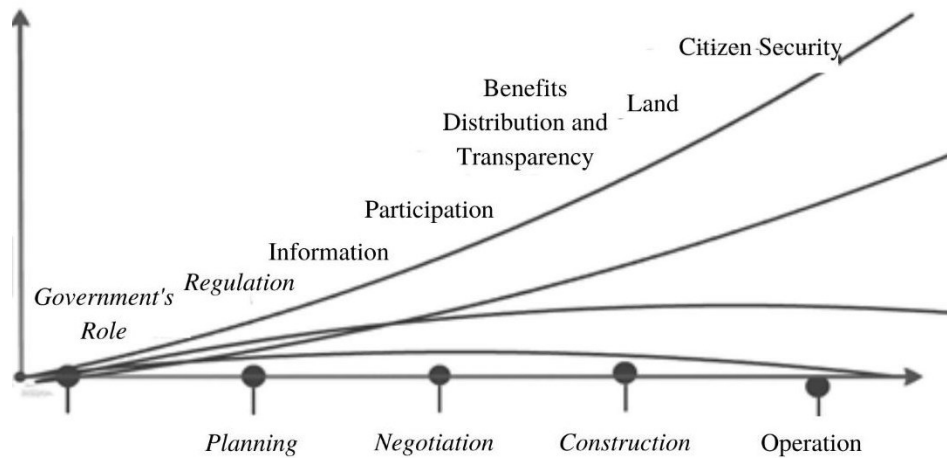 Citizen Security
Benefits
Distribution and
Transparency
Land
Participation
Information
Regulation
Government's
Role
Planning
Negotiation
Construction
Operation